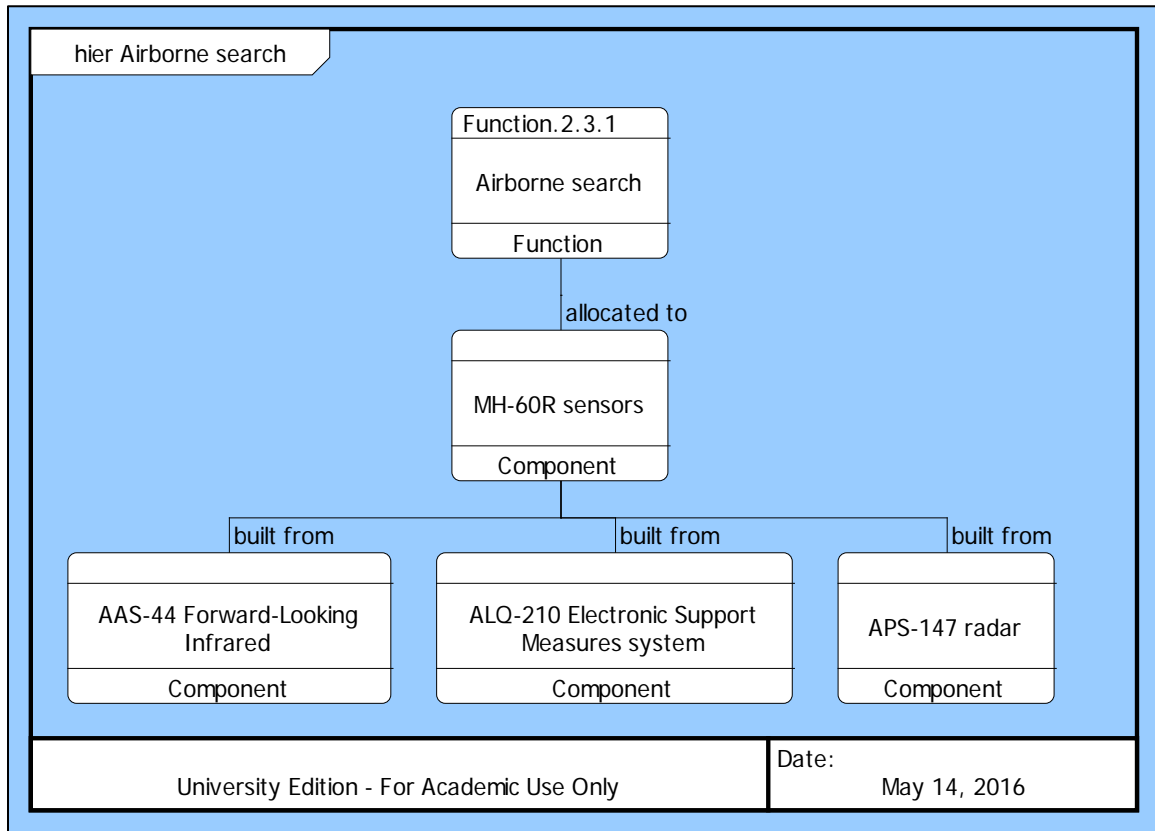 hier Airborne search
Function.2.3.1
Airborne search
Function
allocated to
MH-60R sensors
Component
built from
built from
built from
AAS-44 Forward-Looking
Infrared
Component
ALQ-210 Electronic Support
Measures system
Component
APS-147 radar
Component
University Edition - For Academic Use Only
Date:
May 14, 2016